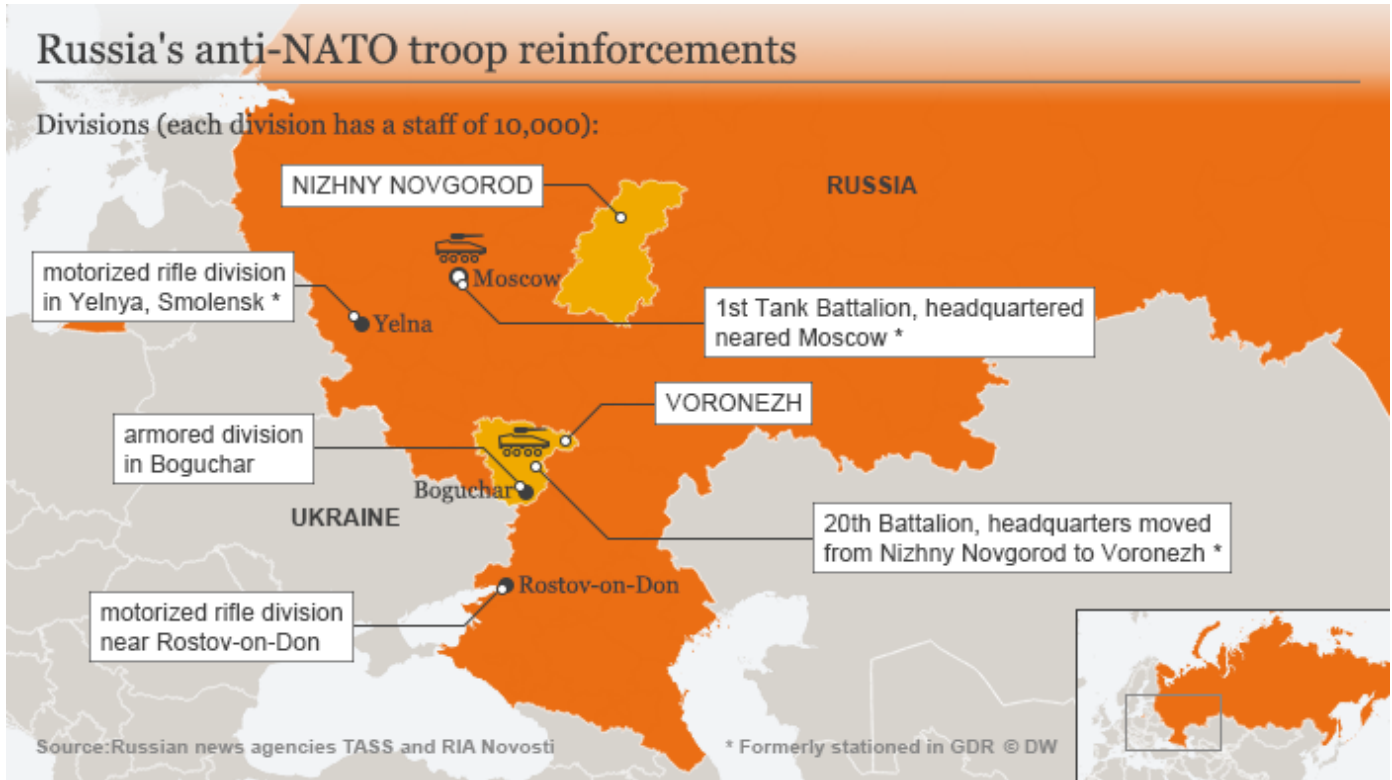 Russia's anti-NATO troop reinforcements
Divisions (each division has a staff of 10,000):
NIZHNY NOVGOROD
RUSSIA
motorized rifle division
in Yelnya, Smolensk *
Moscow
Yelna
1st Tank Battalion, headquartered
neared Moscow *
VORONEZH
armored division
in Boguchar
Boguchar
UKRAINE
20th Battalion, headquarters moved
from Nizhny Novgorod to Voronezh *
Rostov-on-Don
motorized rifle division
near Rostov-on-Don
Source:Russian news agencies TASS and RIA Novosti
* Formerly stationed in GDR © DW